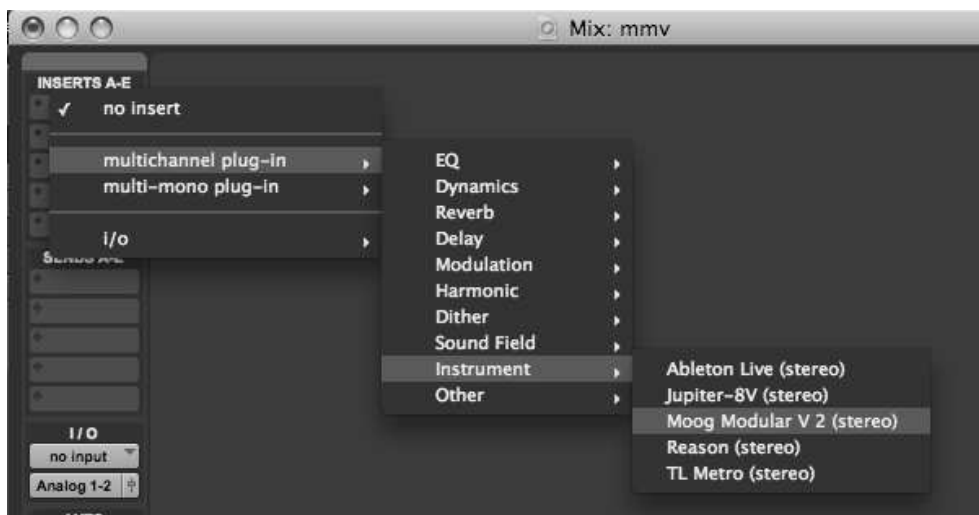 Mix: mmv
INSERTS A-E
✓ no insert
multichannel plug-in
multi-mono plug-in
i/o
SENDS A-E
EQ
Dynamics
Reverb
Delay
Modulation
Harmonic
Dither
Sound Field
Instrument
Other
Ableton Live (stereo)
Jupiter-8V (stereo)
Moog Modular V 2 (stereo)
Reason (stereo)
TL Metro (stereo)
I/O
no input
Analog 1-2